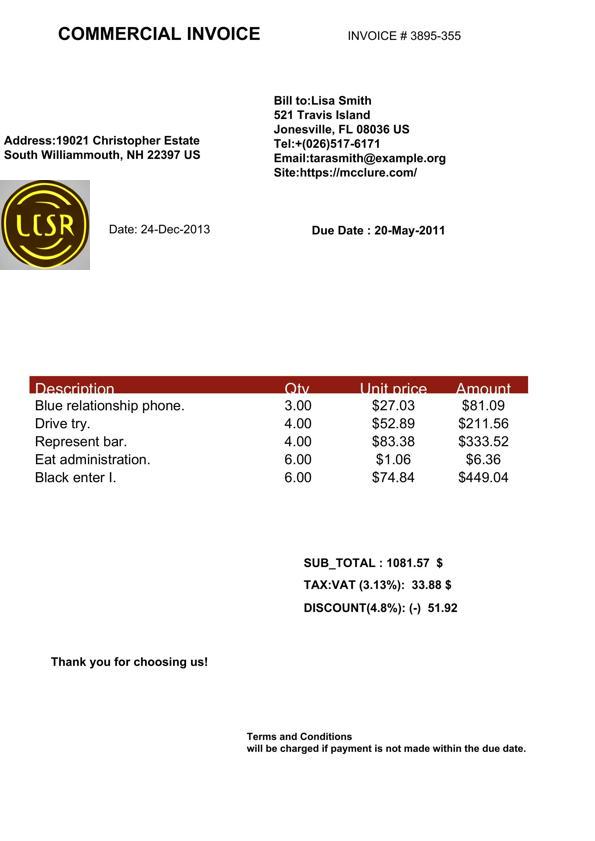 COMMERCIAL INVOICE
INVOICE # 3895-355
Bill to:Lisa Smith
521 Travis Island
Jonesville, FL 08036 US
Tel:+(026)517-6171
Email:tarasmith@example.org
Site:https://mcclure.com/
Address:19021 Christopher Estate
South Williammouth, NH 22397 US
Date: 24-Dec-2013
Due Date : 20-May-2011
Description Qty Unit price Amount
Blue relationship phone. 3.00 $27.03 $81.09
Drive try. 4.00 $52.89 $211.56
Represent bar. 4.00 $83.38 $333.52
Eat administration. 6.00 $1.06 $6.36
Black enter I. 6.00 $74.84 $449.04
SUB_TOTAL : 1081.57 $
TAX:VAT (3.13%): 33.88 $
DISCOUNT(4.8%): (-) 51.92
Thank you for choosing us!
Terms and Conditions
will be charged if payment is not made within the due date.